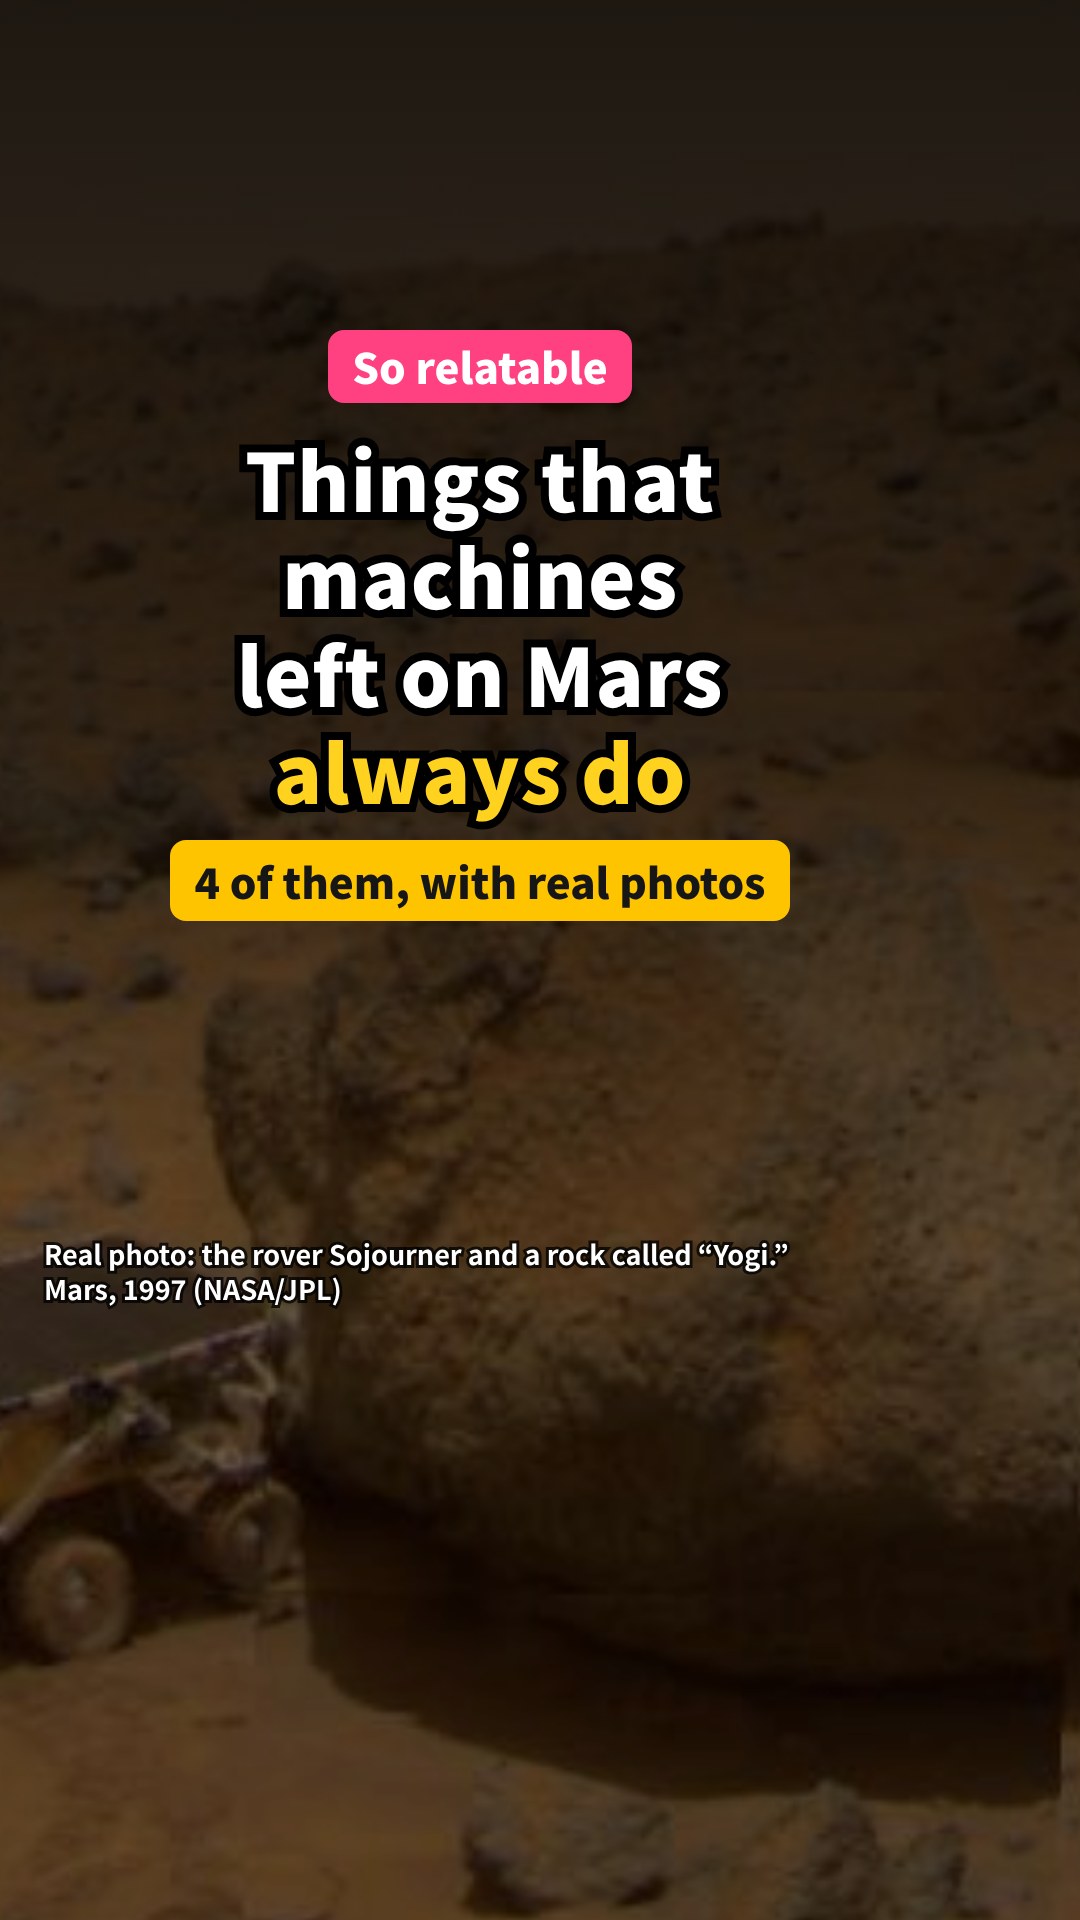 So relatable
Things that
machines
left on Mars
always do
4 of them, with real photos
Real photo: the rover Sojourner and a rock called “Yogi.”
Mars, 1997 (NASA/JPL)